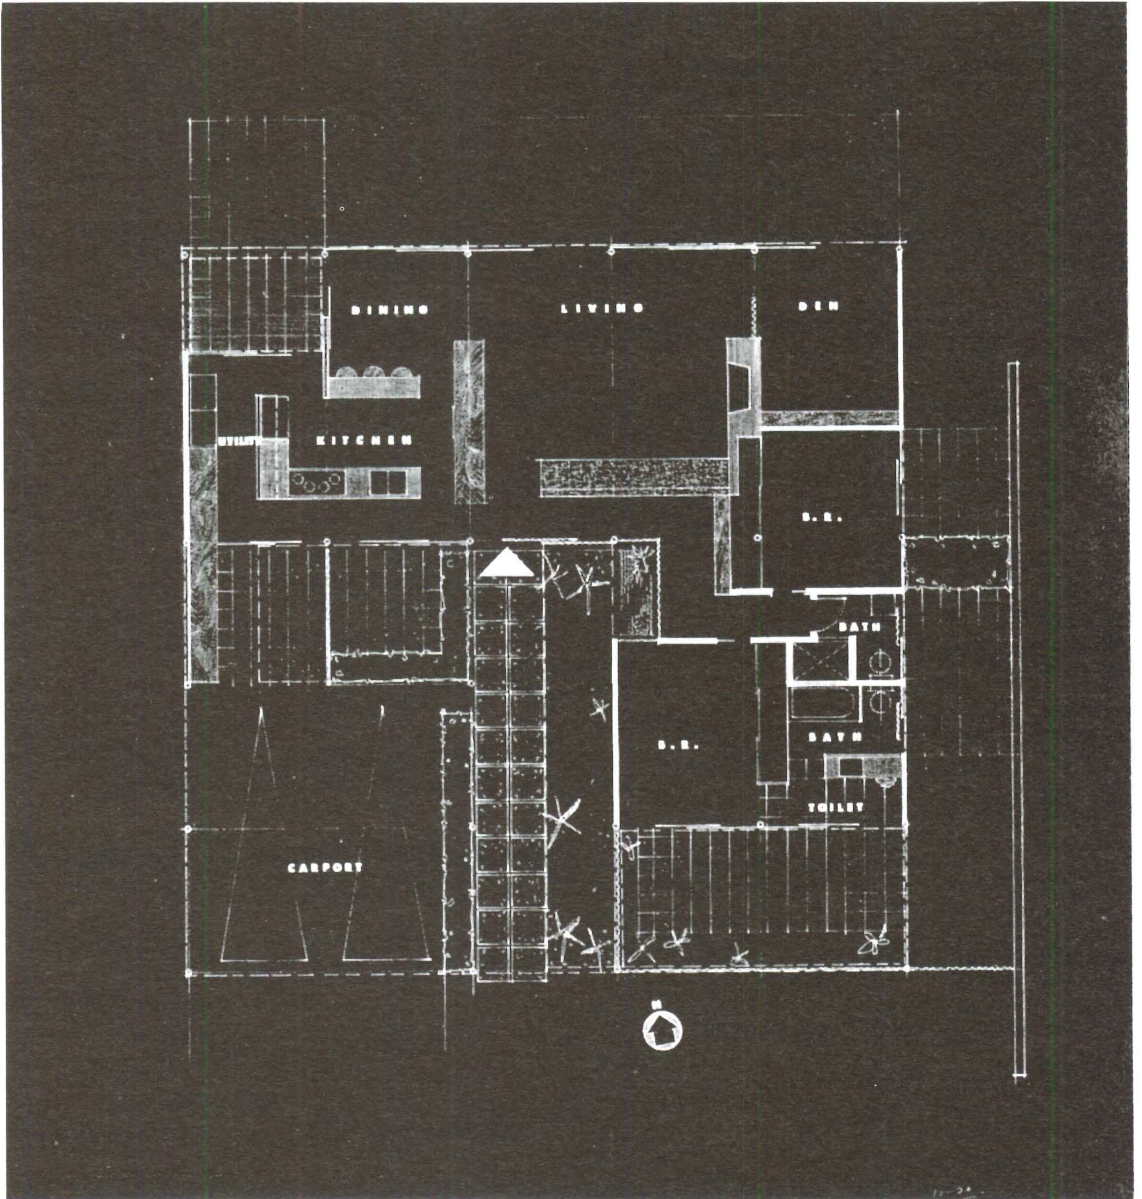 DINING
LIVING
DEN
UTILITY
KITCHEN
B.R.
BATH
B.R.
BATH
TOILET
CARPORT
N